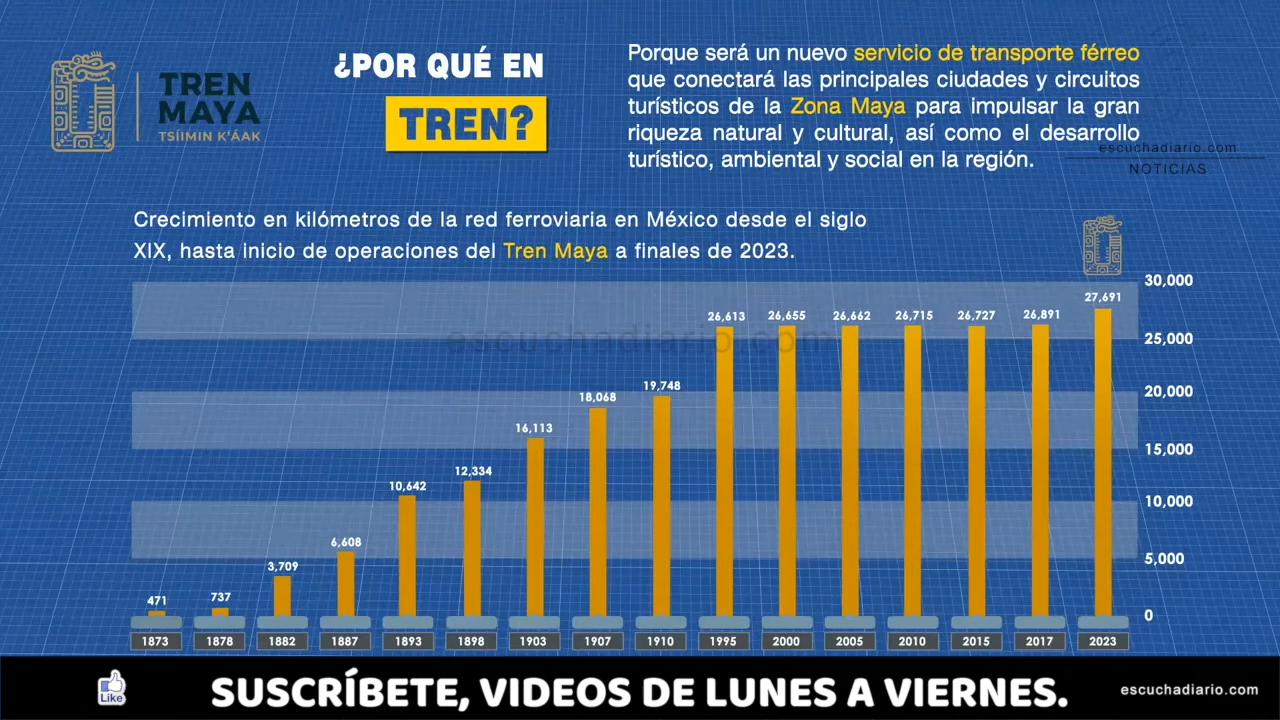 TREN
MAYA
TSÍIMIN K'ÁAK
¿POR QUÉ EN
TREN?
Porque será un nuevo servicio de transporte férreo
que conectará las principales ciudades y circuitos
turísticos de la Zona Maya para impulsar la gran
riqueza natural y cultural, así como el desarrollo
turístico, ambiental y social en la región.
escuchadiario.com
NOTICIAS
Crecimiento en kilómetros de la red ferroviaria en México desde el siglo
XIX, hasta inicio de operaciones del Tren Maya a finales de 2023.
30,000
25,000
20,000
15,000
10,000
5,000
0
471
737
3,709
6,608
10,642
12,334
16,113
18,068
19,748
26,613
26,655
26,662
26,715
26,727
26,891
27,691
escuchadiario.com
1873
1878
1882
1887
1893
1898
1903
1907
1910
1995
2000
2005
2010
2015
2017
2023
Like
SUSCRÍBETE, VIDEOS DE LUNES A VIERNES.
escuchadiario.com